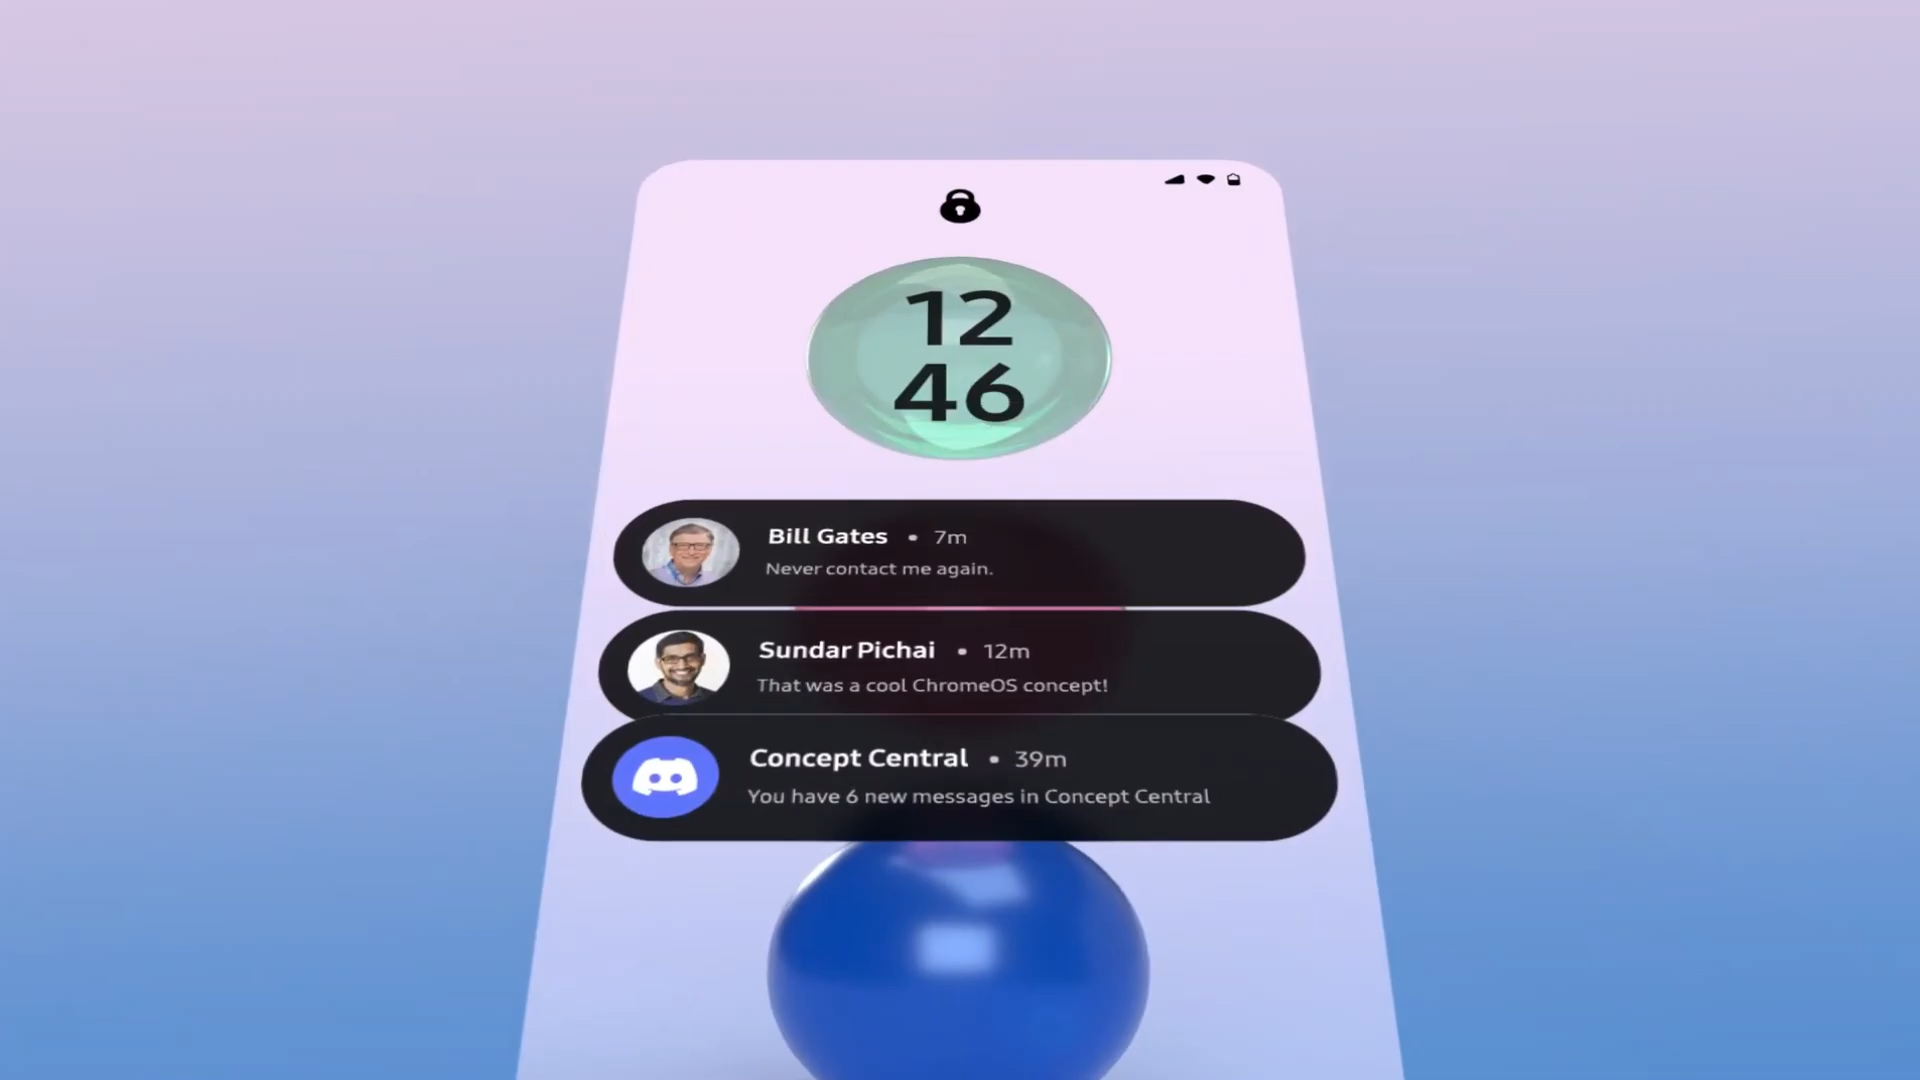 12
46
Bill Gates • 7m
Never contact me again.
Sundar Pichai • 12m
That was a cool ChromeOS concept!
Concept Central • 39m
You have 6 new messages in Concept Central